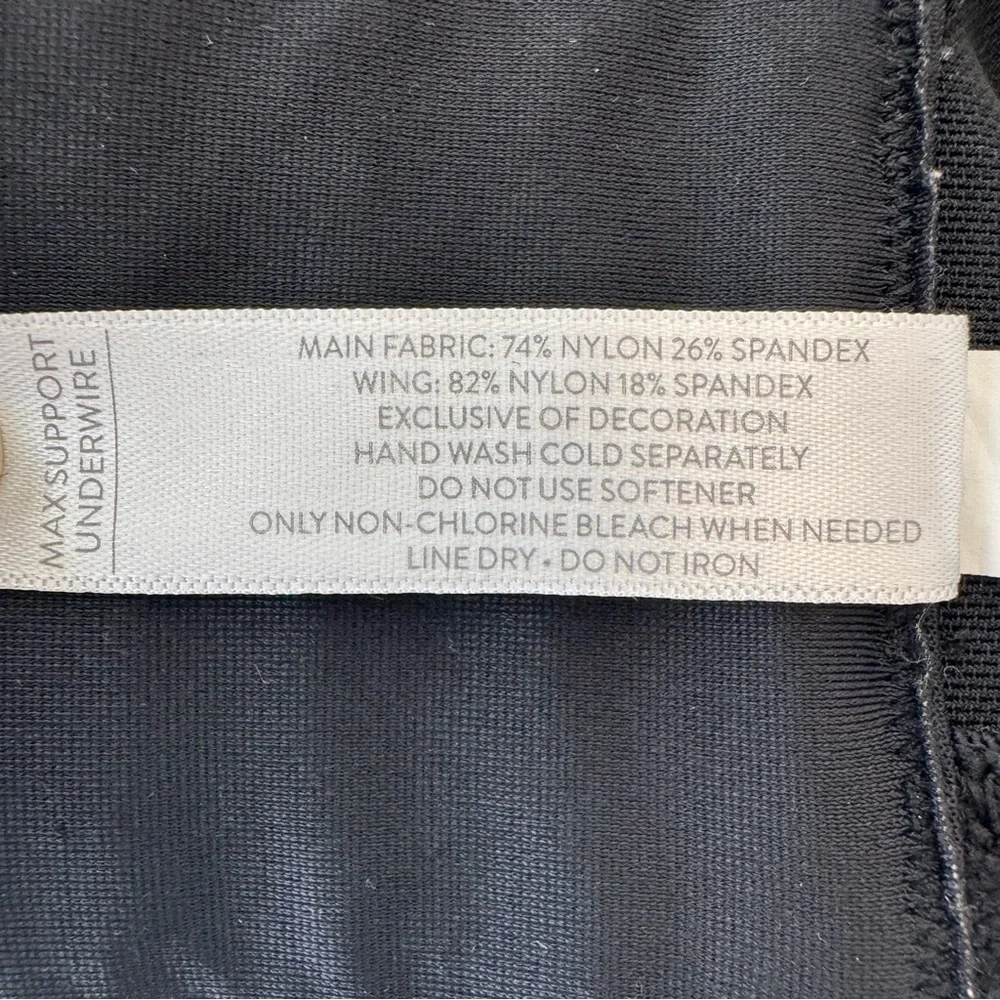 MAX SUPPORT
UNDERWIRE
MAIN FABRIC: 74% NYLON 26% SPANDEX
WING: 82% NYLON 18% SPANDEX
EXCLUSIVE OF DECORATION
HAND WASH COLD SEPARATELY
DO NOT USE SOFTENER
ONLY NON-CHLORINE BLEACH WHEN NEEDED
LINE DRY • DO NOT IRON